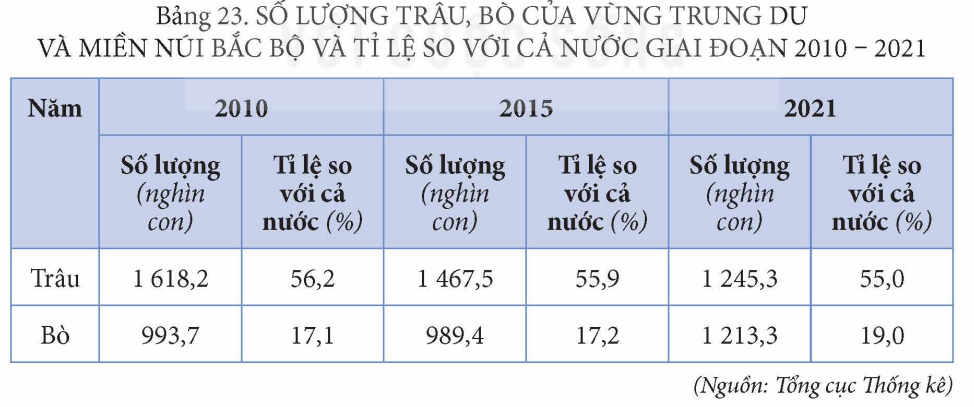 Bảng 23. SỐ LƯỢNG TRÂU, BÒ CỦA VÙNG TRUNG DU
VÀ MIỀN NÚI BẮC BỘ VÀ TỈ LỆ SO VỚI CẢ NƯỚC GIAI ĐOẠN 2010 – 2021
Năm 2010 2015 2021
Số lượng Tỉ lệ so Số lượng Tỉ lệ so Số lượng Tỉ lệ so
(nghìn với cả (nghìn với cả (nghìn với cả
con) nước (%) con) nước (%) con) nước (%)
Trâu 1 618,2 56,2 1 467,5 55,9 1 245,3 55,0
Bò 993,7 17,1 989,4 17,2 1 213,3 19,0
(Nguồn: Tổng cục Thống kê)